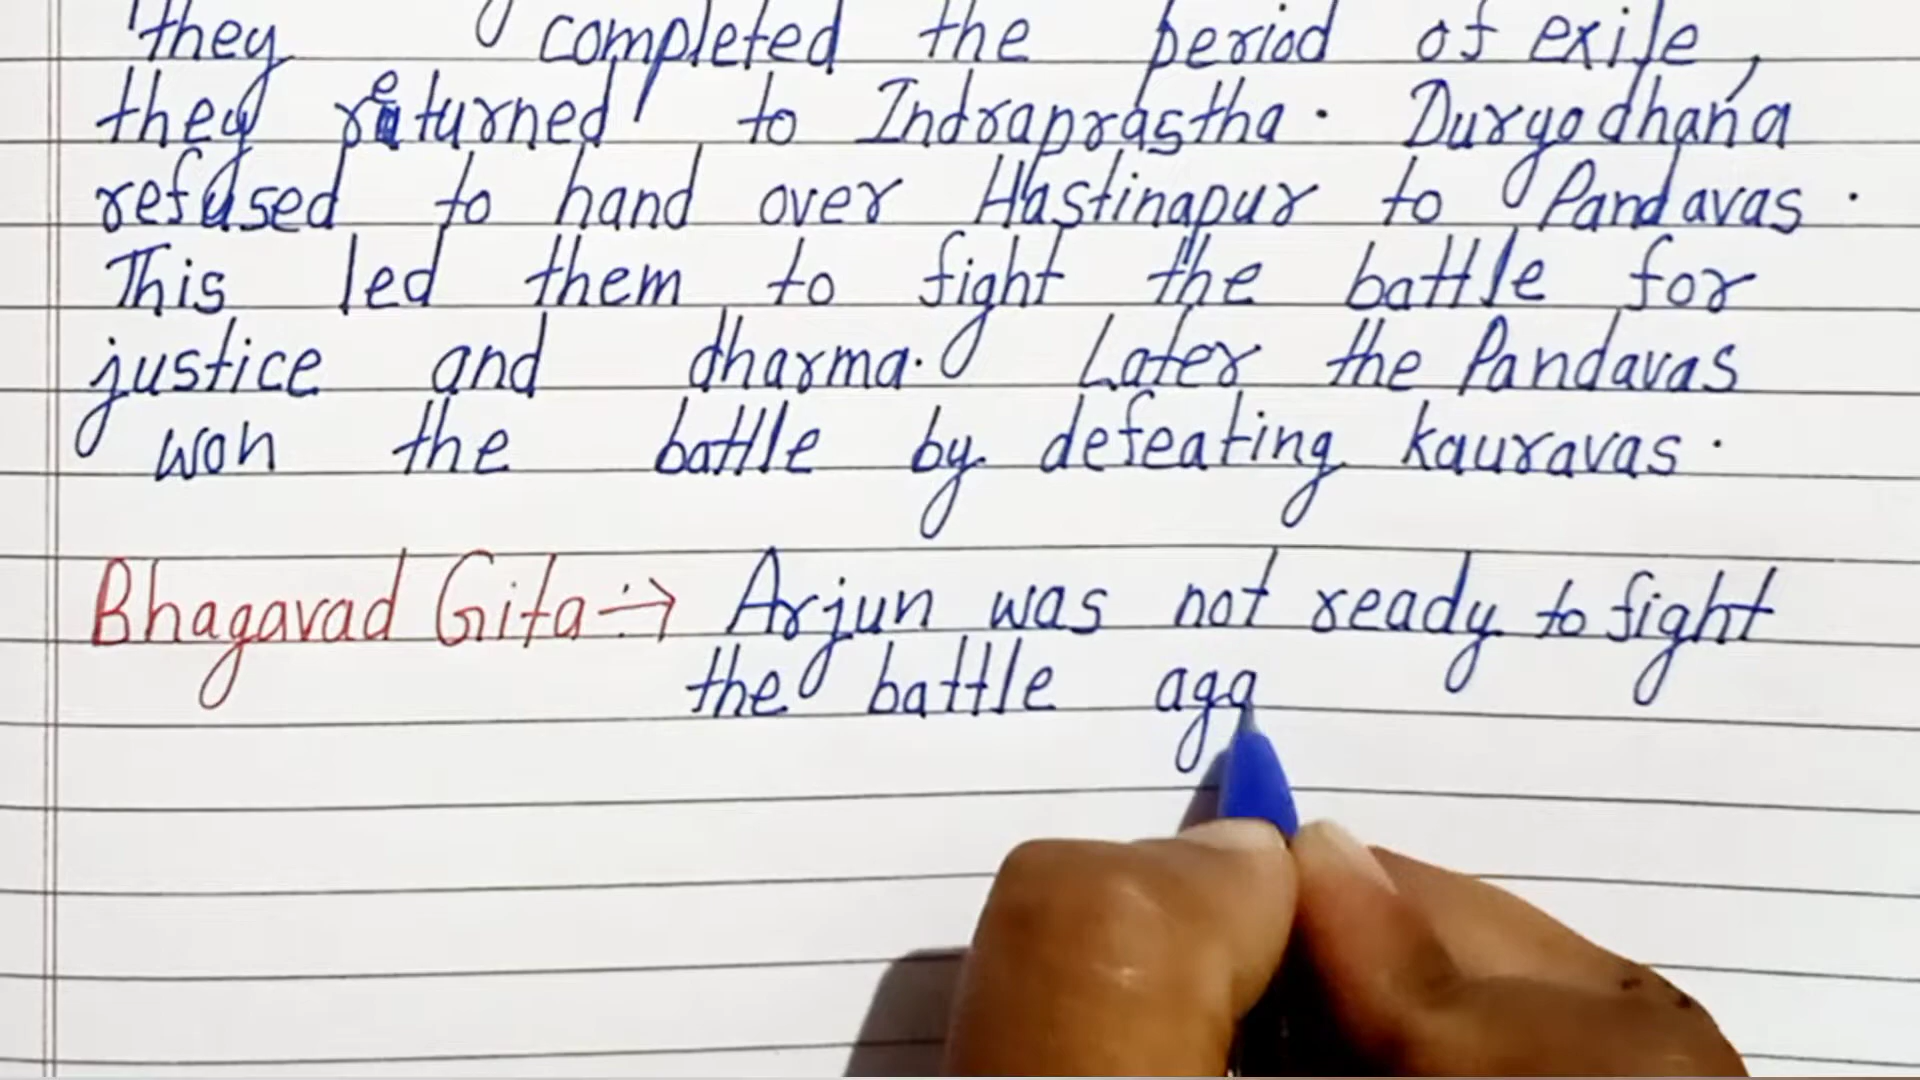 they completed the period of exile,
they returned to Indraprastha. Duryodhana
refused to hand over Hastinapur to Pandavas.
This led them to fight the battle for
justice and dharma. Later the Pandavas
won the battle by defeating kauravas.
Bhagavad Gita :→ Arjun was not ready to fight
the battle aga